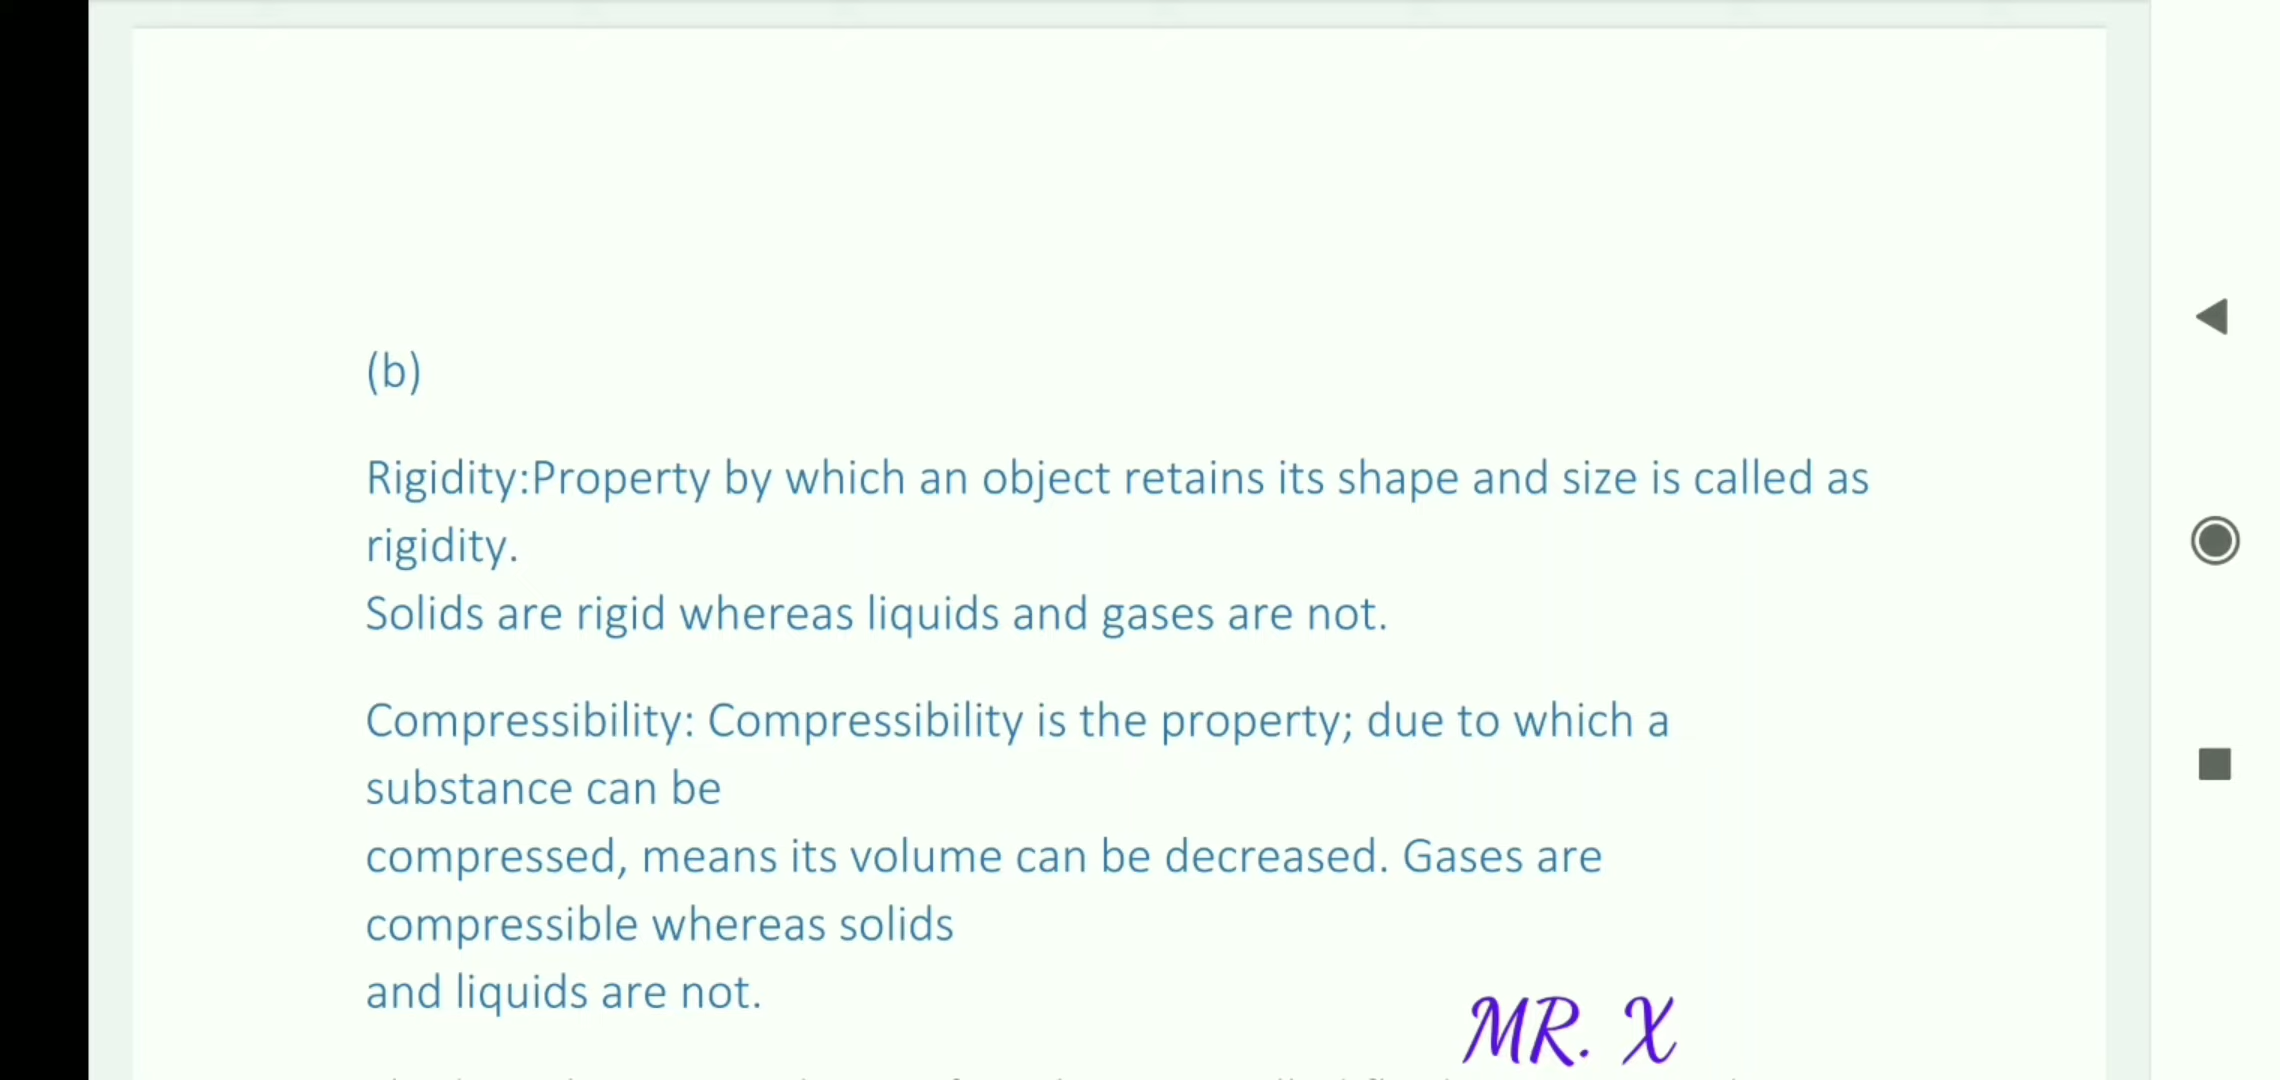 (b)
Rigidity:Property by which an object retains its shape and size is called as
rigidity.
Solids are rigid whereas liquids and gases are not.
Compressibility: Compressibility is the property; due to which a
substance can be
compressed, means its volume can be decreased. Gases are
compressible whereas solids
and liquids are not.
MR. X